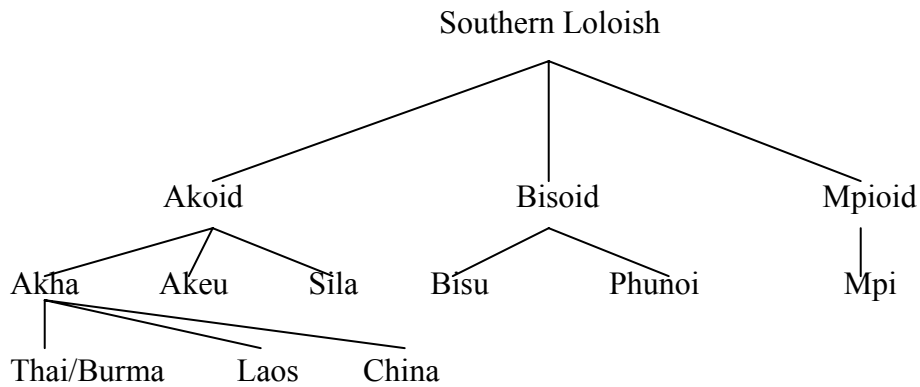 Southern Loloish
Akoid Bisoid Mpioid
Akha Akeu Sila Bisu Phunoi Mpi
Thai/Burma Laos China